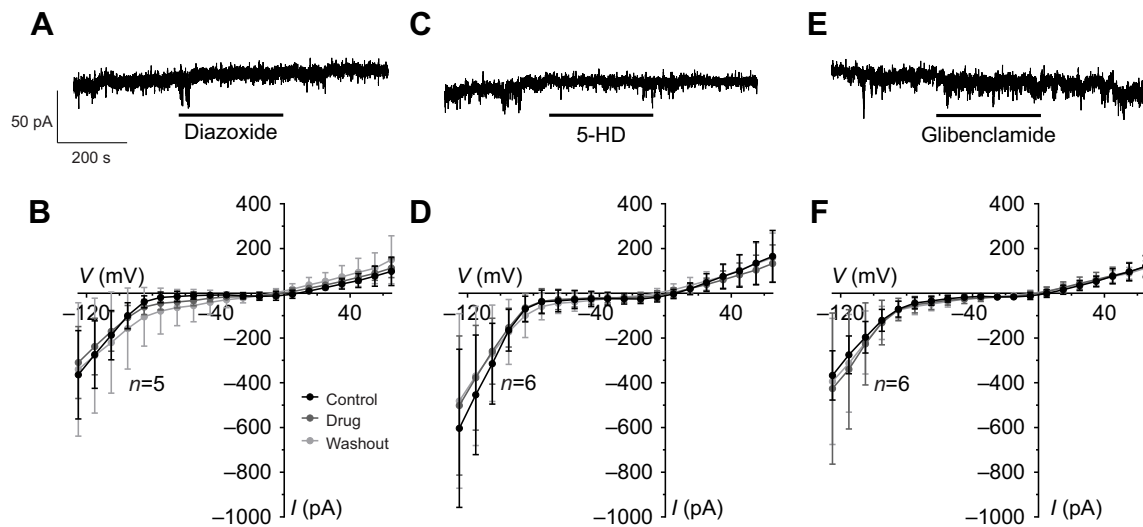 A
C
E
50 pA
200 s
Diazoxide
5-HD
Glibenclamide
B
D
F
400
200
V (mV)
–120
–40
40
–200
–400
–600
–800
–1000
n=5
Control
Drug
Washout
I (pA)
400
200
V (mV)
–120
–40
40
–200
–400
–600
–800
–1000
n=6
I (pA)
400
200
V (mV)
–120
–40
40
–200
–400
–600
–800
–1000
n=6
I (pA)